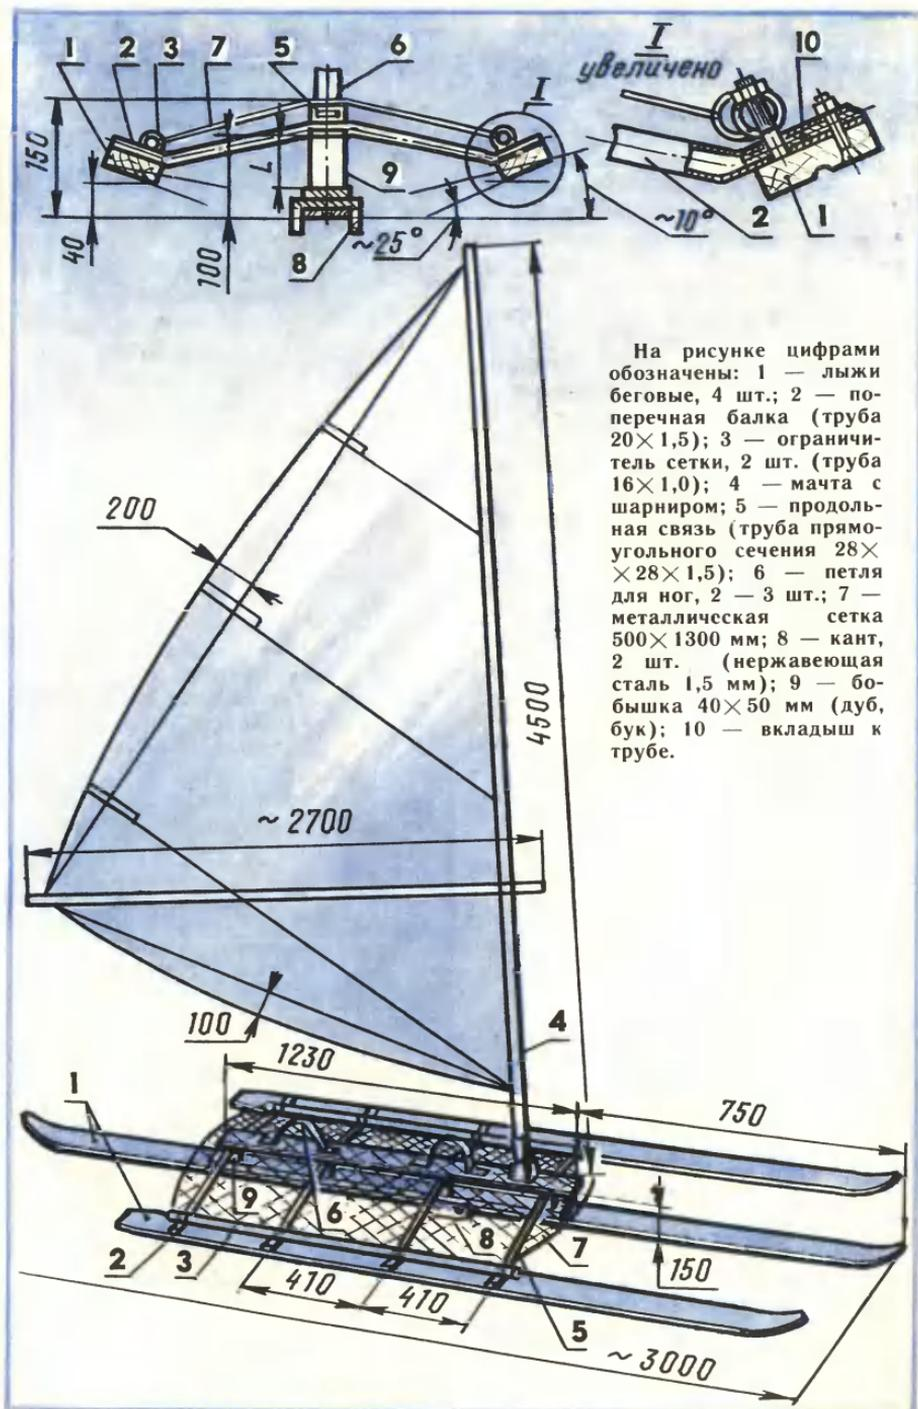 1 2 3 7 5 6
I
увеличено
10
I
150
L
9
40
100
8
~25°
~10°
2
1
На рисунке цифрами
обозначены: 1 — лыжи
беговые, 4 шт.; 2 — по-
перечная балка (труба
20×1,5); 3 — ограничи-
тель сетки, 2 шт. (труба
16×1,0); 4 — мачта с
шарниром; 5 — продоль-
ная связь (труба прямо-
угольного сечения 28×
×28×1,5); 6 — петля
для ног, 2 — 3 шт.; 7 —
металлическая сетка
500×1300 мм; 8 — кант,
2 шт. (нержавеющая
сталь 1,5 мм); 9 — бо-
бышка 40×50 мм (дуб,
бук); 10 — вкладыш к
трубе.
200
4500
~2700
100
4
1230
1
750
9
6
8
7
2
3
150
410
410
5
~3000